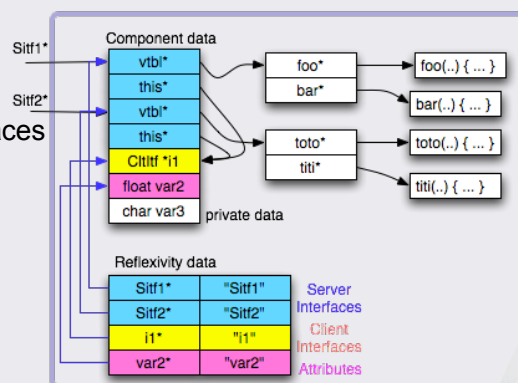 Component data
Sitf1*
vtbl*
this*
Sitf2*
vtbl*
this*
CltItf *i1
float var2
char var3
private data
foo*
bar*
foo(..) { ... }
bar(..) { ... }
toto*
titi*
toto(..) { ... }
titi(..) { ... }
Reflexivity data
Sitf1* "Sitf1"
Sitf2* "Sitf2"
i1* "i1"
var2* "var2"
Server
Interfaces
Client
Interfaces
Attributes